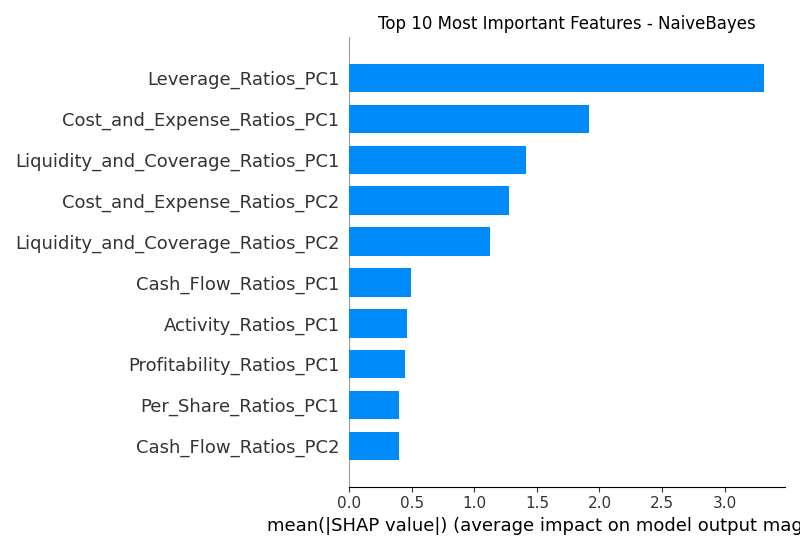 Top 10 Most Important Features - NaiveBayes
Leverage_Ratios_PC1
Cost_and_Expense_Ratios_PC1
Liquidity_and_Coverage_Ratios_PC1
Cost_and_Expense_Ratios_PC2
Liquidity_and_Coverage_Ratios_PC2
Cash_Flow_Ratios_PC1
Activity_Ratios_PC1
Profitability_Ratios_PC1
Per_Share_Ratios_PC1
Cash_Flow_Ratios_PC2
0.0 0.5 1.0 1.5 2.0 2.5 3.0
mean(|SHAP value|) (average impact on model output mag